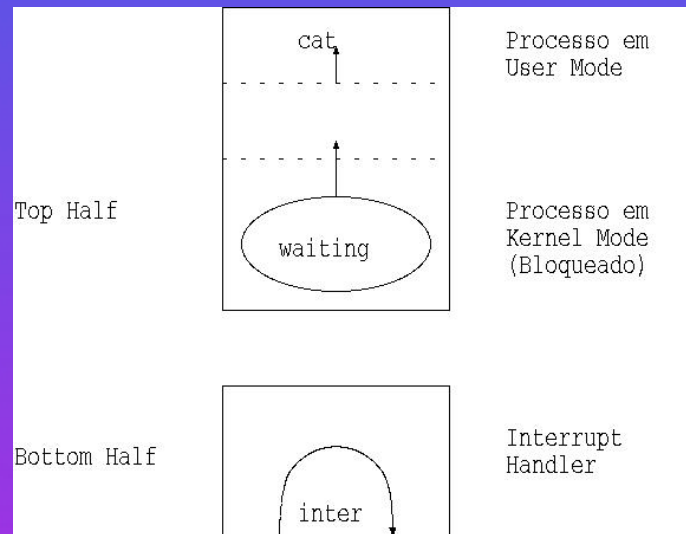 cat
Processo em
User Mode
Top Half
waiting
Processo em
Kernel Mode
(Bloqueado)
Bottom Half
Interrupt
Handler
inter